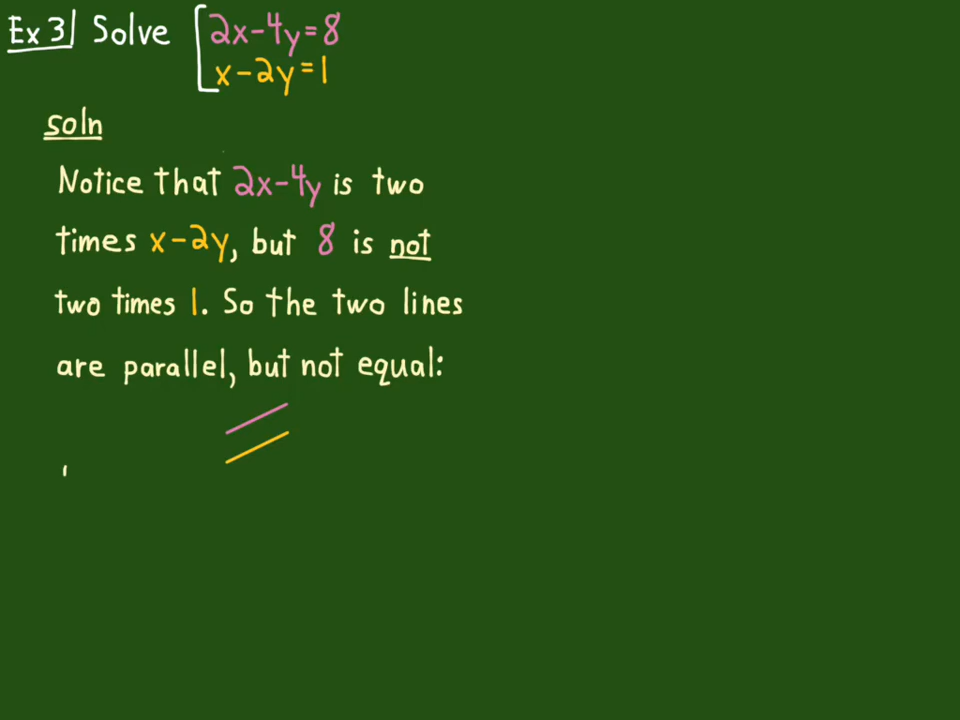 Ex 3 Solve 2x-4y=8
x-2y=1
soln
Notice that 2x-4y is two
times x-2y, but 8 is not
two times 1. So the two lines
are parallel, but not equal: